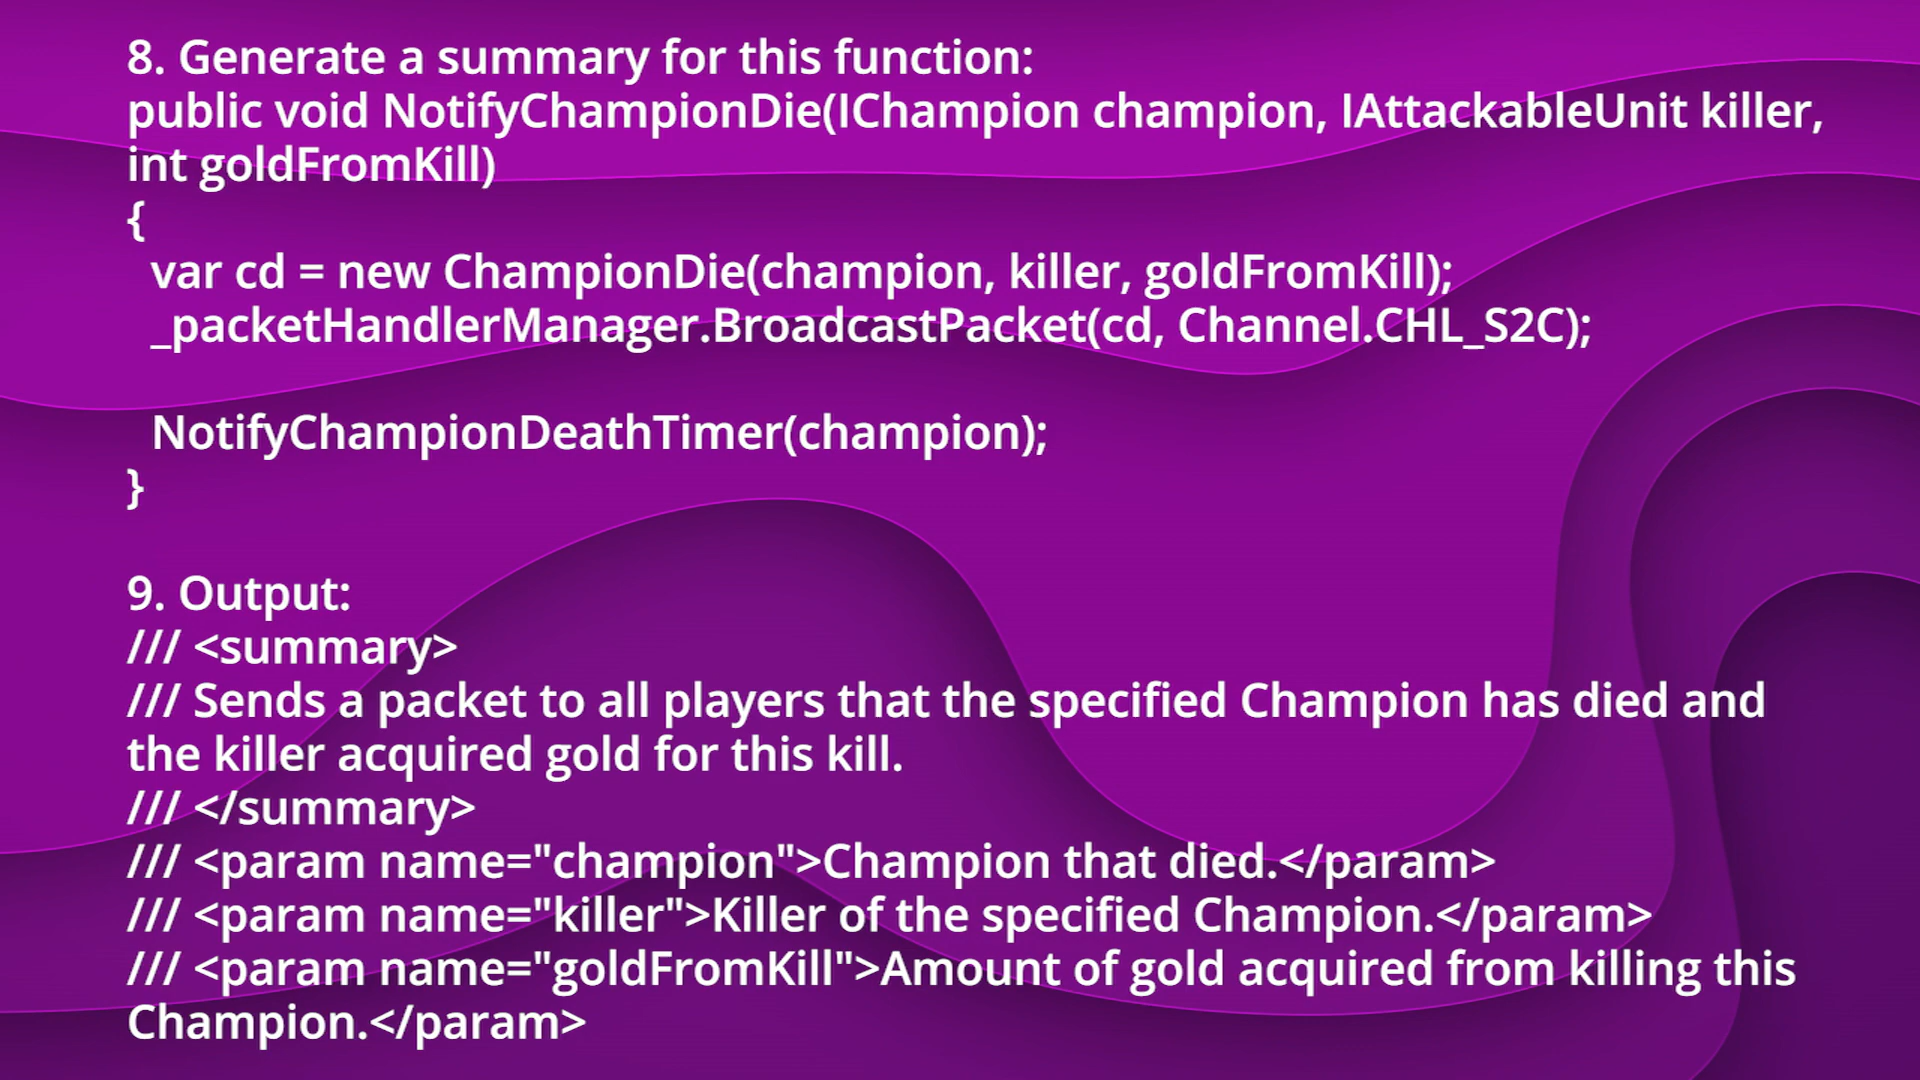 8. Generate a summary for this function:
public void NotifyChampionDie(IChampion champion, IAttackableUnit killer,
int goldFromKill)
{
var cd = new ChampionDie(champion, killer, goldFromKill);
_packetHandlerManager.BroadcastPacket(cd, Channel.CHL_S2C);
NotifyChampionDeathTimer(champion);
}
9. Output:
/// <summary>
/// Sends a packet to all players that the specified Champion has died and
the killer acquired gold for this kill.
/// </summary>
/// <param name="champion">Champion that died.</param>
/// <param name="killer">Killer of the specified Champion.</param>
/// <param name="goldFromKill">Amount of gold acquired from killing this
Champion.</param>